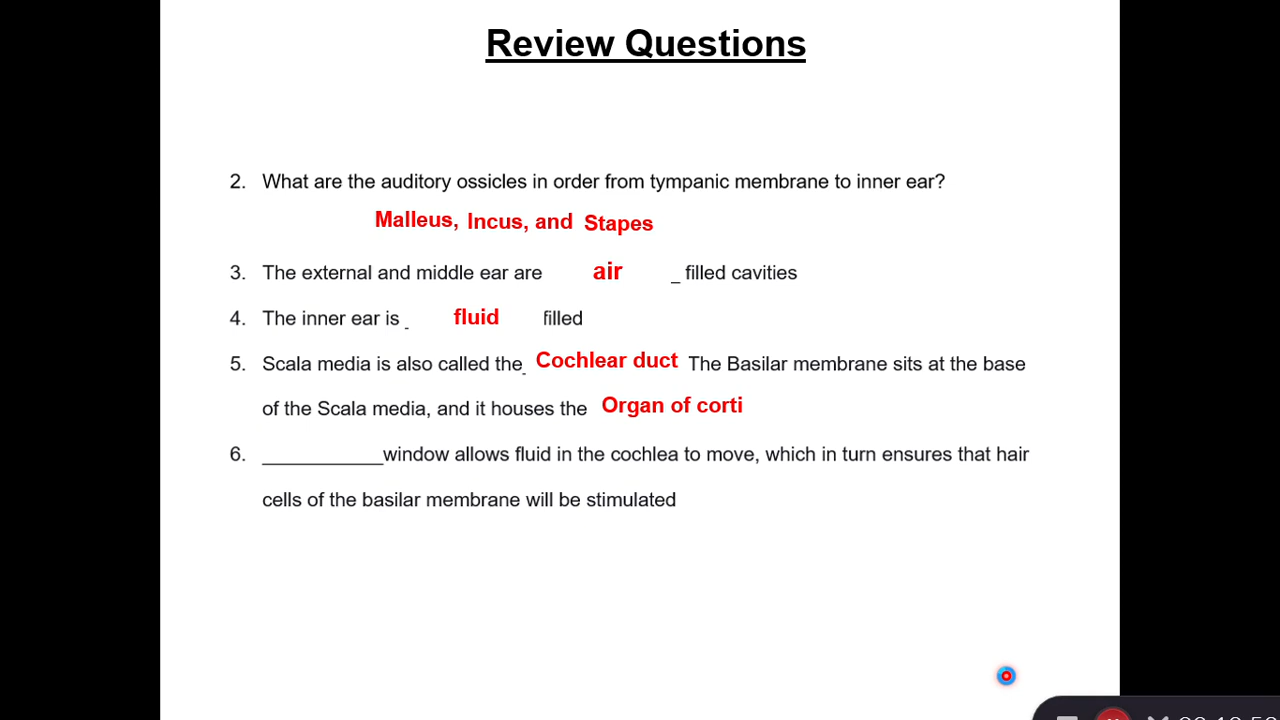 Review Questions
2. What are the auditory ossicles in order from tympanic membrane to inner ear?
Malleus, Incus, and Stapes
3. The external and middle ear are air _ filled cavities
4. The inner ear is _ fluid filled
5. Scala media is also called the_ Cochlear duct The Basilar membrane sits at the base
of the Scala media, and it houses the Organ of corti
6. ___________window allows fluid in the cochlea to move, which in turn ensures that hair
cells of the basilar membrane will be stimulated